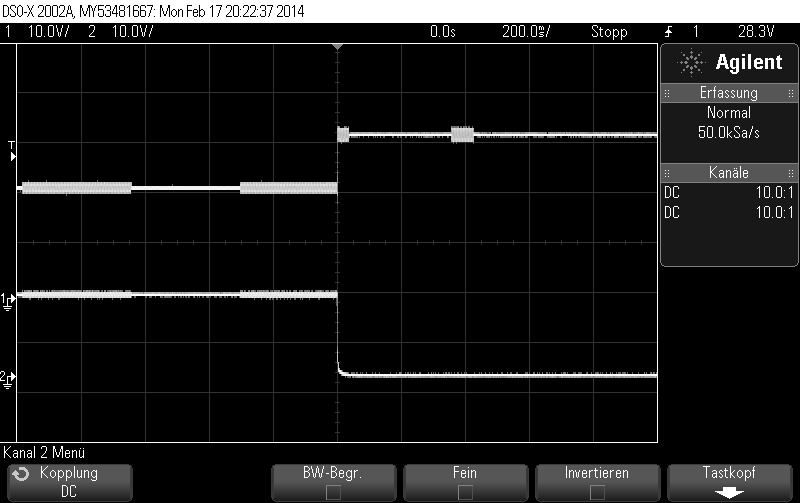 DSO-X 2002A, MY53481667: Mon Feb 17 20:22:37 2014
1 10.0V/ 2 10.0V/ 0.0s 200.0ms/ Stopp 1 28.3V
Agilent
Erfassung
Normal
50.0kSa/s
Kanäle
DC 10.0:1
DC 10.0:1
T
1
2
Kanal 2 Menü
Kopplung
DC
BW-Begr.
Fein
Invertieren
Tastkopf